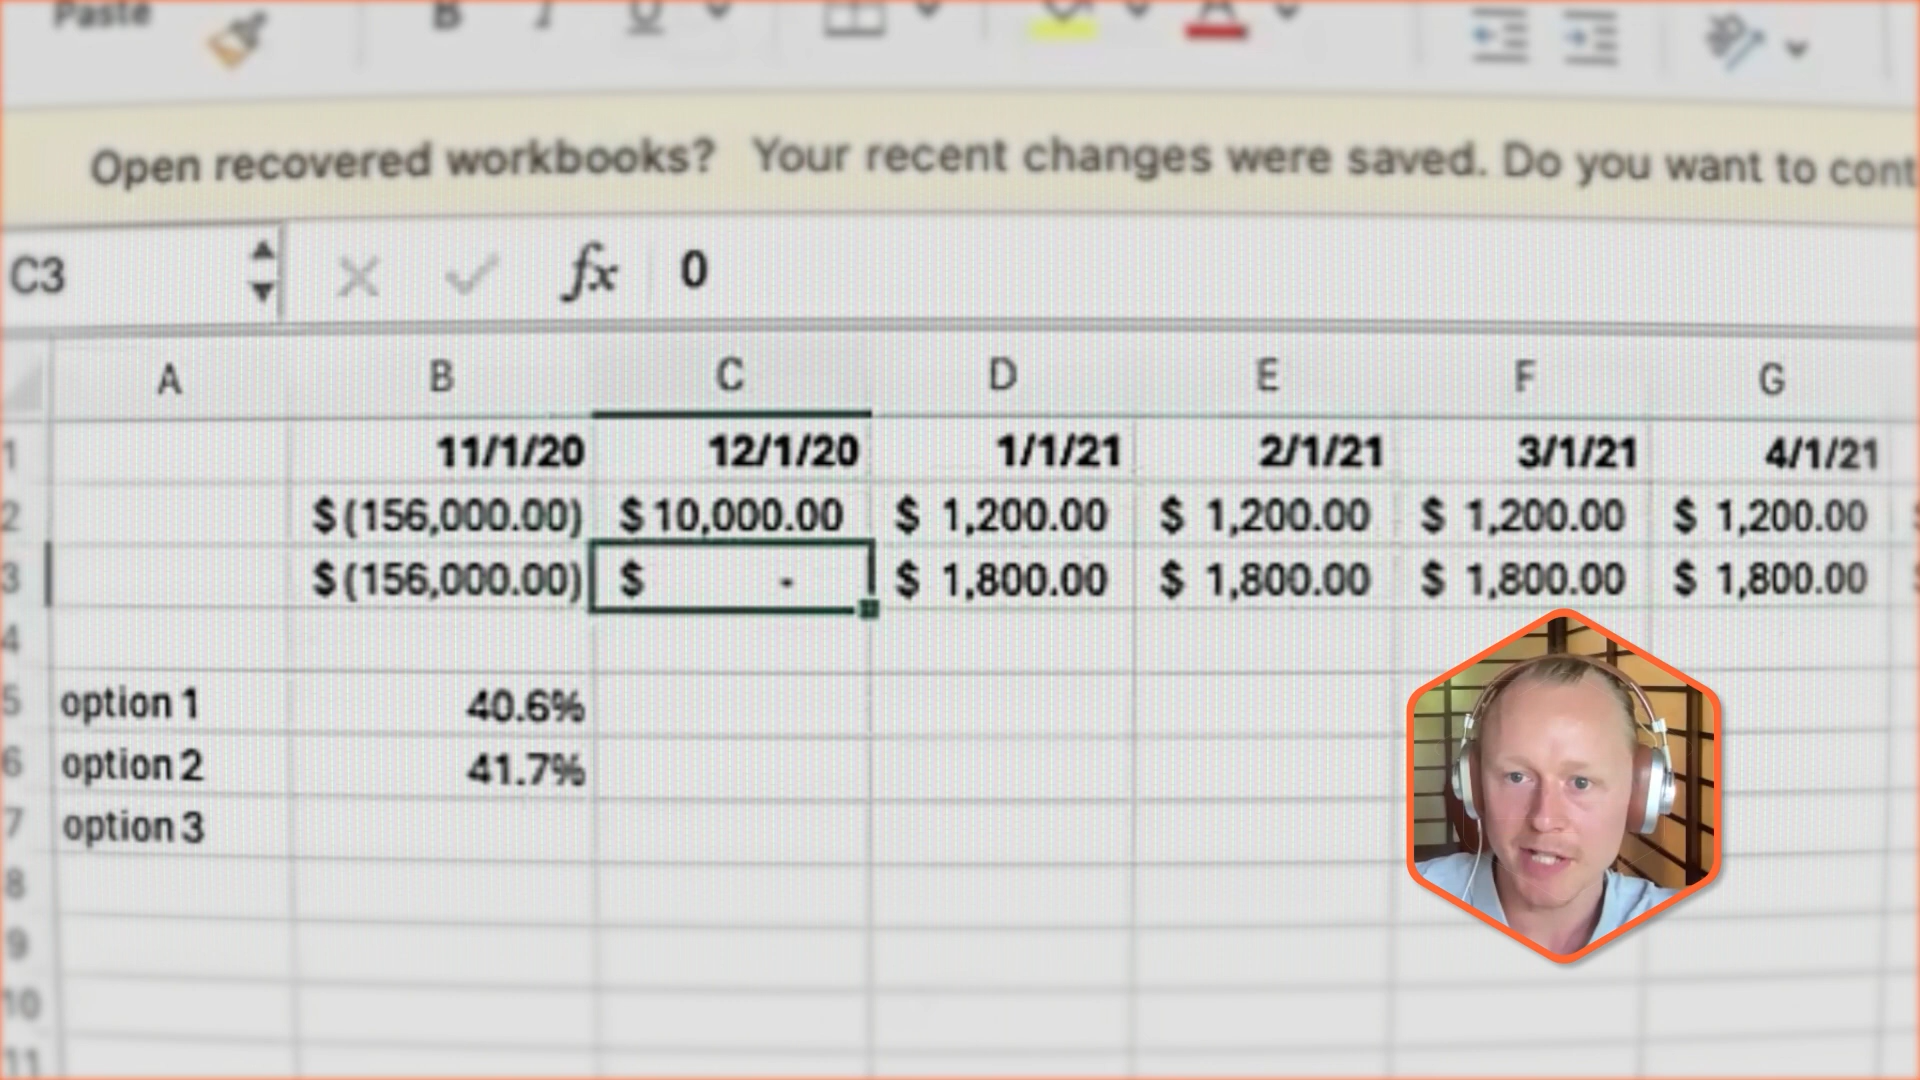 Paste B I U A
Open recovered workbooks? Your recent changes were saved. Do you want to cont
C3 fx 0
A B C D E F G
1 11/1/20 12/1/20 1/1/21 2/1/21 3/1/21 4/1/21
2 $(156,000.00) $10,000.00 $ 1,200.00 $ 1,200.00 $ 1,200.00 $ 1,200.00
3 $(156,000.00) $ - $ 1,800.00 $ 1,800.00 $ 1,800.00 $ 1,800.00
4
5 option 1 40.6%
6 option 2 41.7%
7 option 3
8
9
10
11